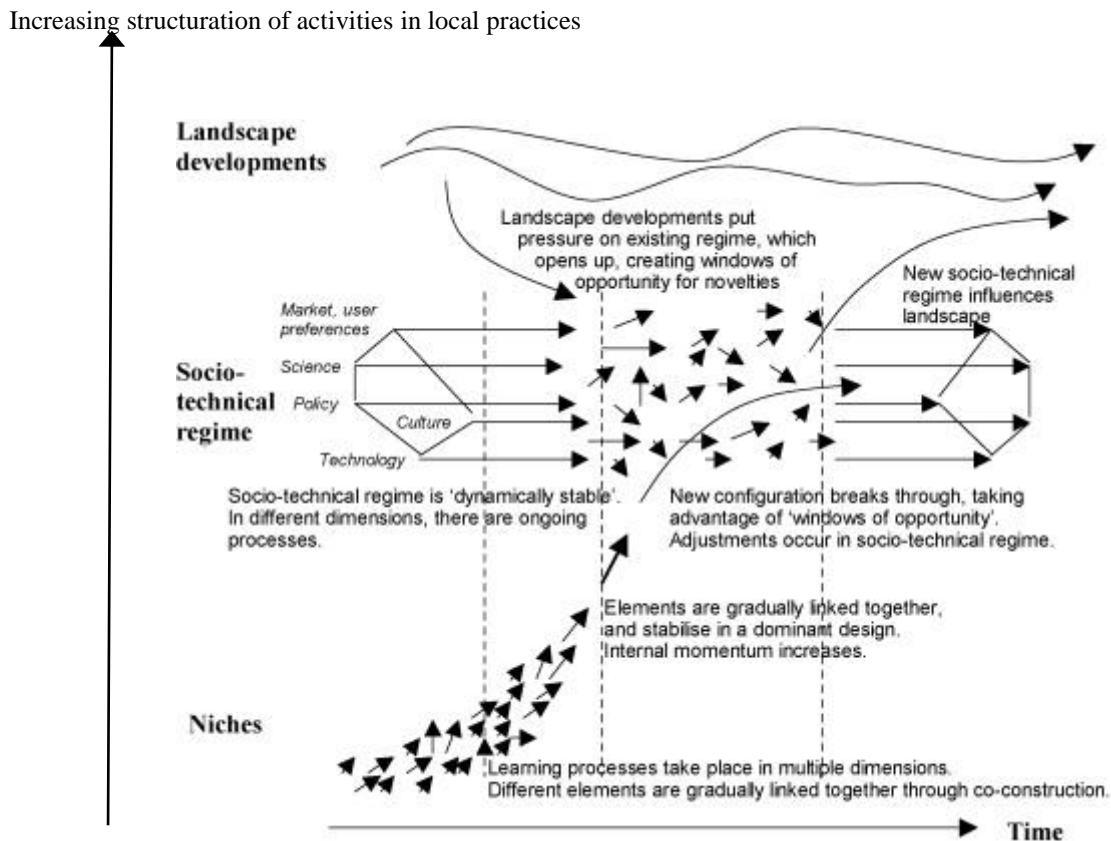 Increasing structuration of activities in local practices
Landscape
developments
Landscape developments put
pressure on existing regime, which
opens up, creating windows of
opportunity for novelties
New socio-technical
regime influences
landscape
Market, user
preferences
Science
Socio-
technical
regime
Policy
Culture
Technology
Socio-technical regime is ‘dynamically stable’.
In different dimensions, there are ongoing
processes.
New configuration breaks through, taking
advantage of ‘windows of opportunity’.
Adjustments occur in socio-technical regime.
Elements are gradually linked together,
and stabilise in a dominant design.
Internal momentum increases.
Niches
Learning processes take place in multiple dimensions.
Different elements are gradually linked together through co-construction.
Time